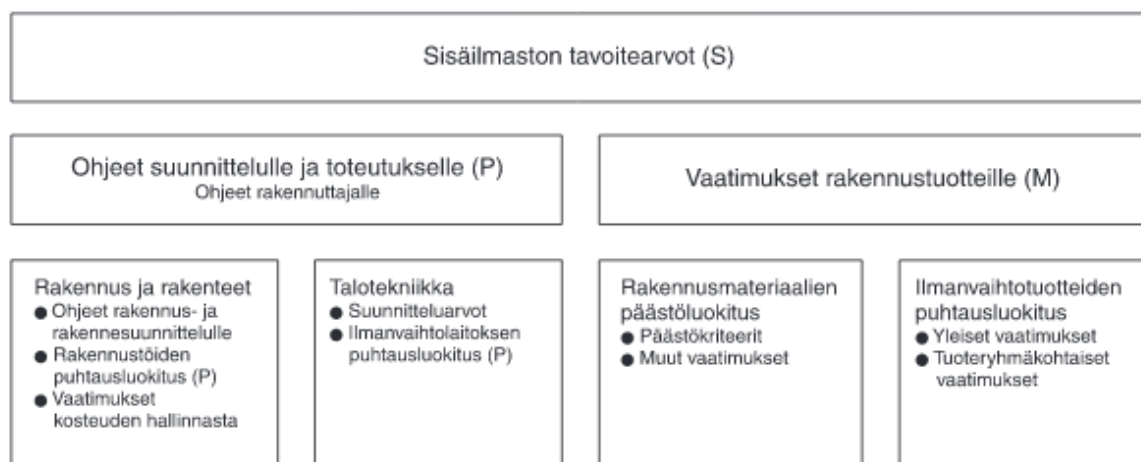 Sisäilmaston tavoitearvot (S)
Ohjeet suunnittelulle ja toteutukselle (P)
Ohjeet rakennuttajalle
Vaatimukset rakennustuotteille (M)
Rakennus ja rakenteet
● Ohjeet rakennus- ja
rakennesuunnittelulle
● Rakennustöiden
puhtausluokitus (P)
● Vaatimukset
kosteuden hallinnasta
Talotekniikka
● Suunnitteluarvot
● Ilmanvaihtolaitoksen
puhtausluokitus (P)
Rakennusmateriaalien
päästöluokitus
● Päästökriteerit
● Muut vaatimukset
Ilmanvaihtotuotteiden
puhtausluokitus
● Yleiset vaatimukset
● Tuoteryhmäkohtaiset
vaatimukset